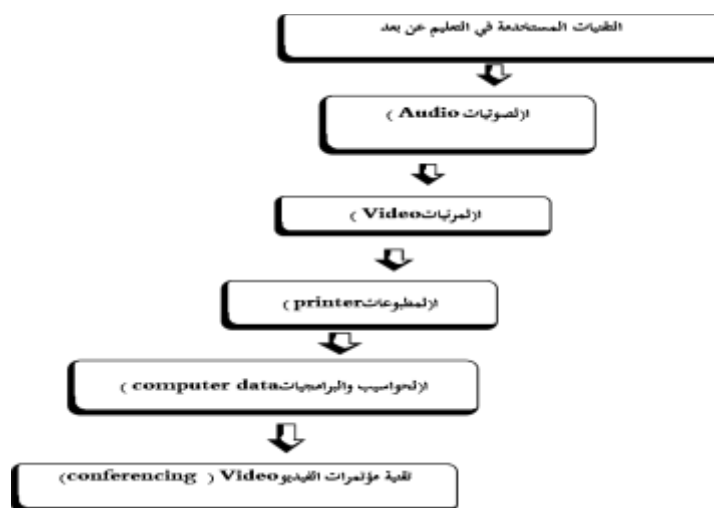 التقنيات المستخدمة في التعليم عن بعد
الصوتيات Audio )
المرئيات Video )
المطبوعات printer )
الحواسيب والبرامجيات computer data )
تقنية مؤتمرات الفيديو Video ( conferencing)